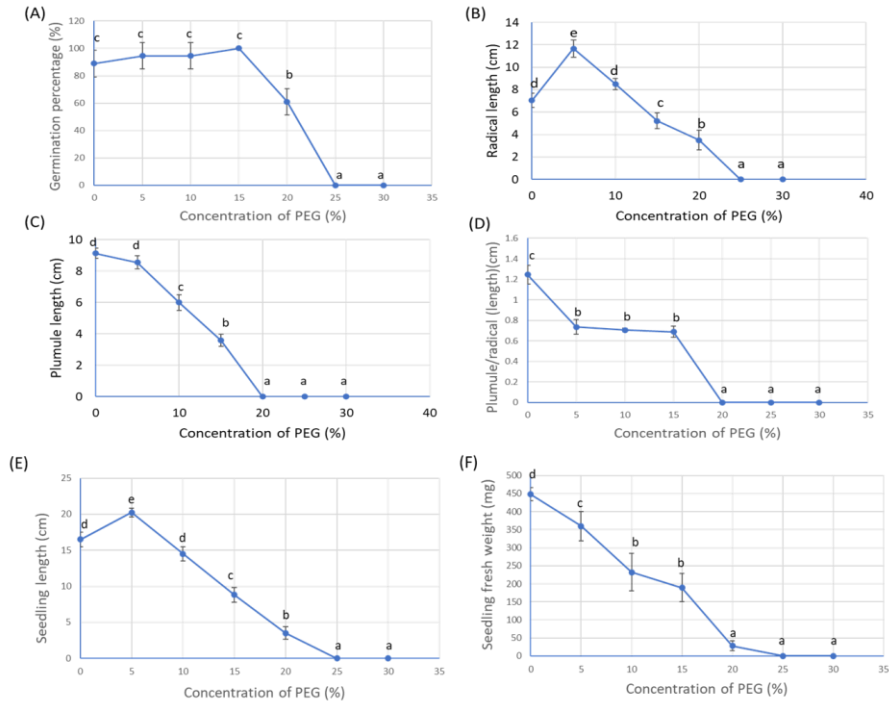 (A)
Germination percentage (%)
120
100
80
60
40
20
0
c
c
c
c
b
a
a
0 5 10 15 20 25 30 35
Concentration of PEG (%)
(B)
Radical length (cm)
14
12
10
8
6
4
2
0
d
e
d
c
b
a
a
0 10 20 30 40
Concentration of PEG (%)
(C)
Plumule length (cm)
10
8
6
4
2
0
d
d
c
b
a
a
a
0 10 20 30 40
Concentration of PEG (%)
(D)
Plumule/radical (length)(cm)
1.6
1.4
1.2
1
0.8
0.6
0.4
0.2
0
c
b
b
b
a
a
a
0 5 10 15 20 25 30 35
Concentration of PEG (%)
(E)
Seedling length (cm)
25
20
15
10
5
0
d
e
d
c
b
a
a
0 5 10 15 20 25 30 35
Concentration of PEG (%)
(F)
Seedling fresh weight (mg)
500
450
400
350
300
250
200
150
100
50
0
d
c
b
b
a
a
a
0 5 10 15 20 25 30 35
Concentration of PEG (%)